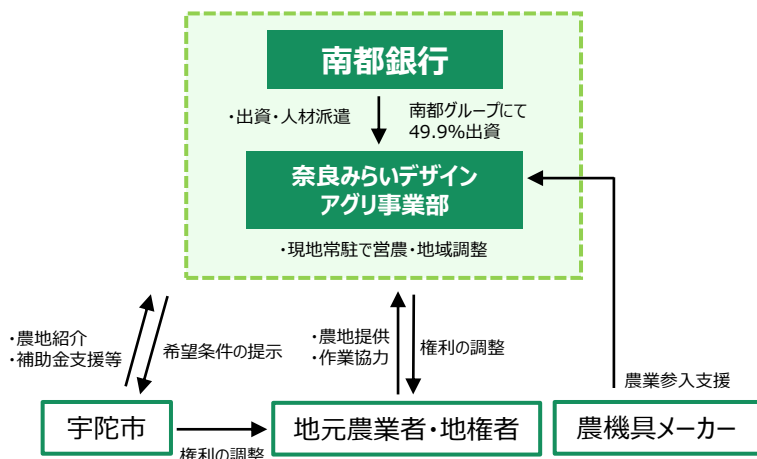 南都銀行
・出資・人材派遣
南都グループにて
49.9%出資
奈良みらいデザイン
アグリ事業部
・現地常駐で営農・地域調整
・農地紹介
・補助金支援等
希望条件の提示
・農地提供
・作業協力
権利の調整
農業参入支援
宇陀市
権利の調整
地元農業者・地権者
農機具メーカー